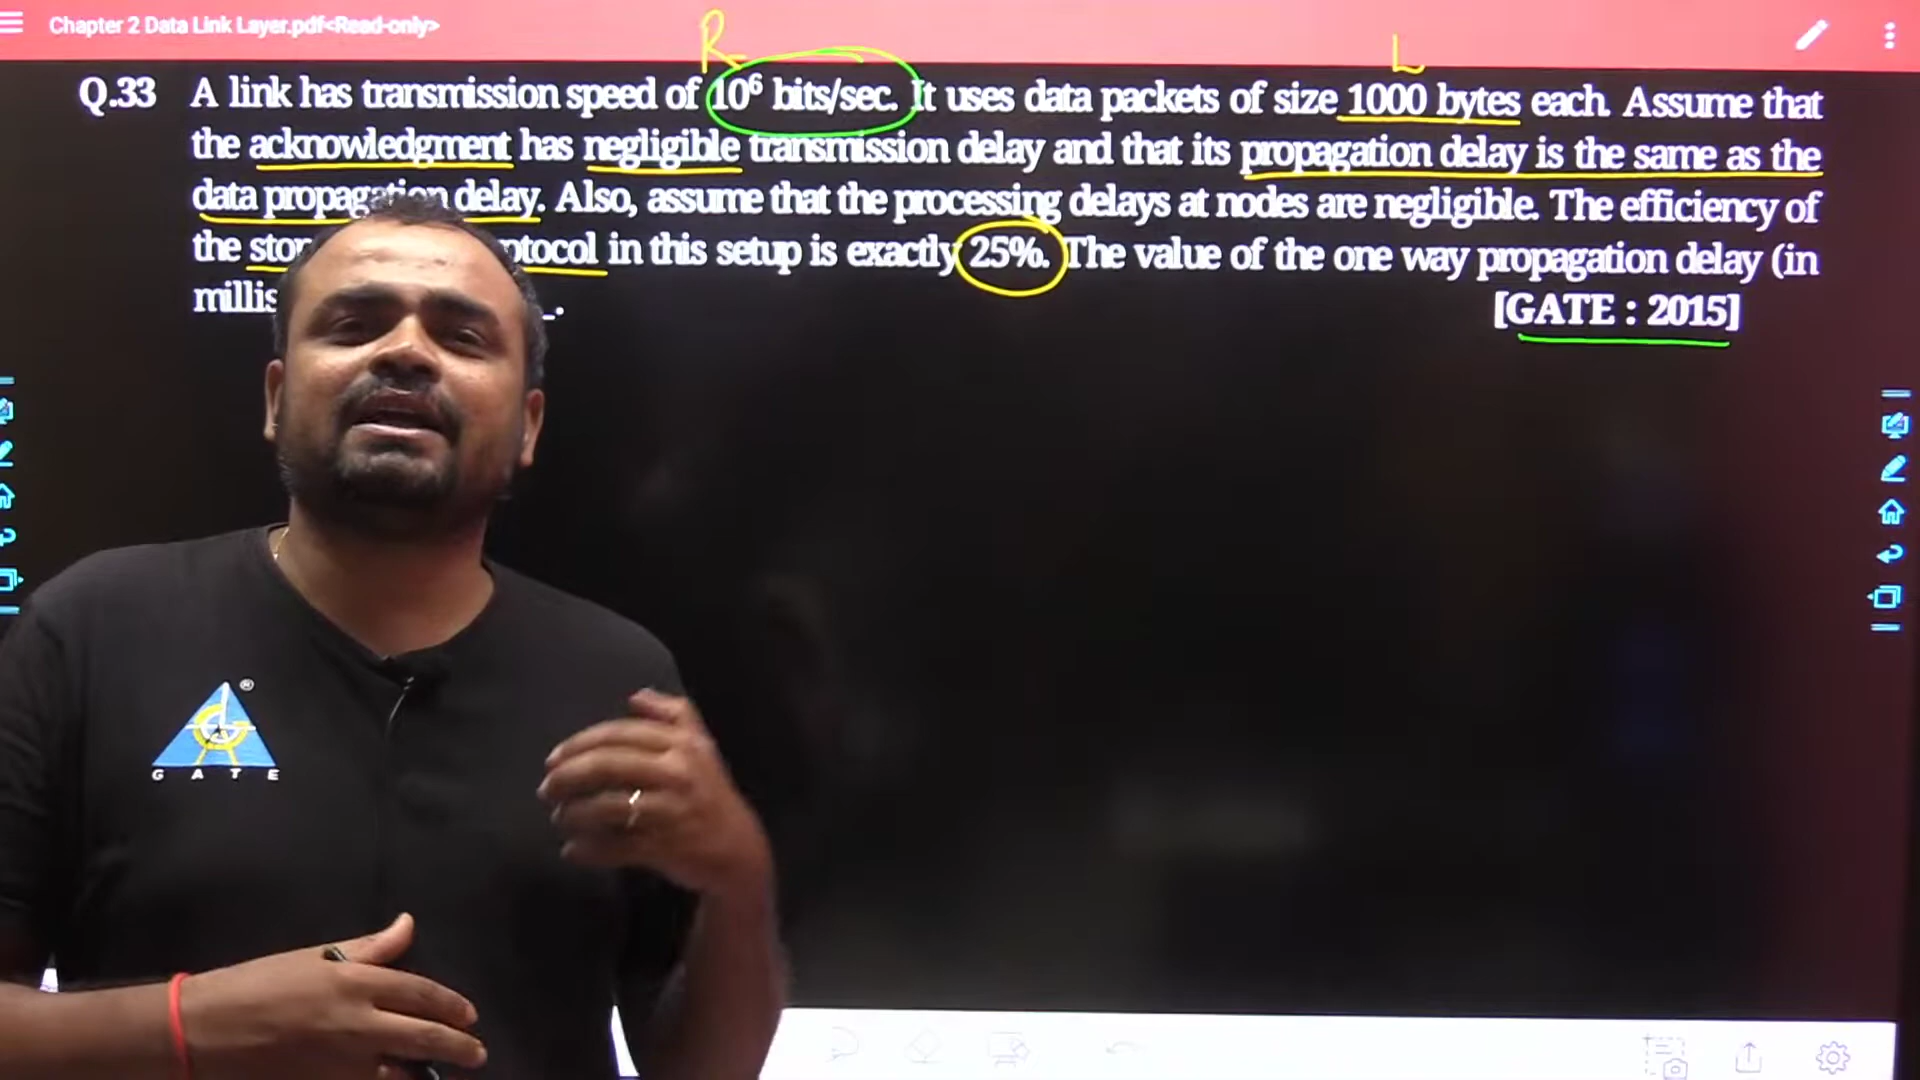 Chapter 2 Data Link Layer.pdf<Read-only>
R
L
Q.33 A link has transmission speed of 10⁶ bits/sec. It uses data packets of size 1000 bytes each. Assume that
the acknowledgment has negligible transmission delay and that its propagation delay is the same as the
data propagation delay. Also, assume that the processing delays at nodes are negligible. The efficiency of
the in this setup is exactly 25%. The value of the one way propagation delay (in
[GATE : 2015]
GATE